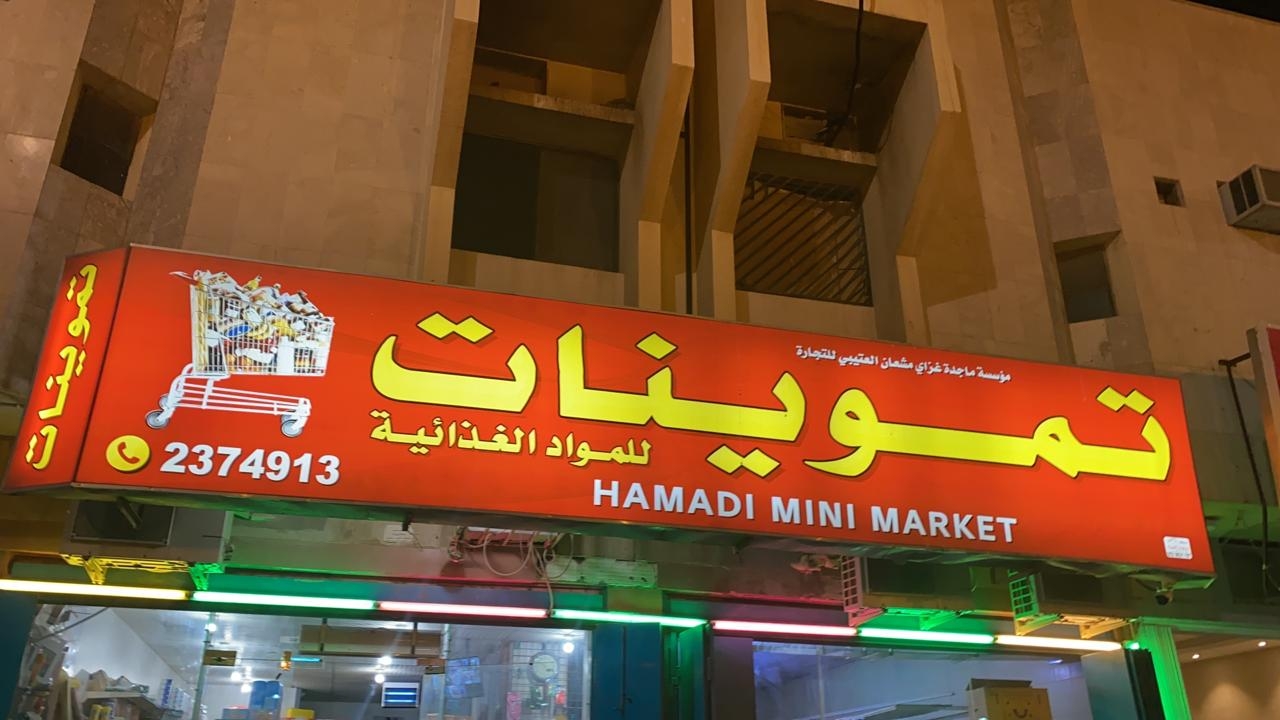 مؤسسة ماجدة غزاي مشعان العتيبي للتجارة
تموينات
للمواد الغذائية
HAMADI MINI MARKET
2374913
تموينات